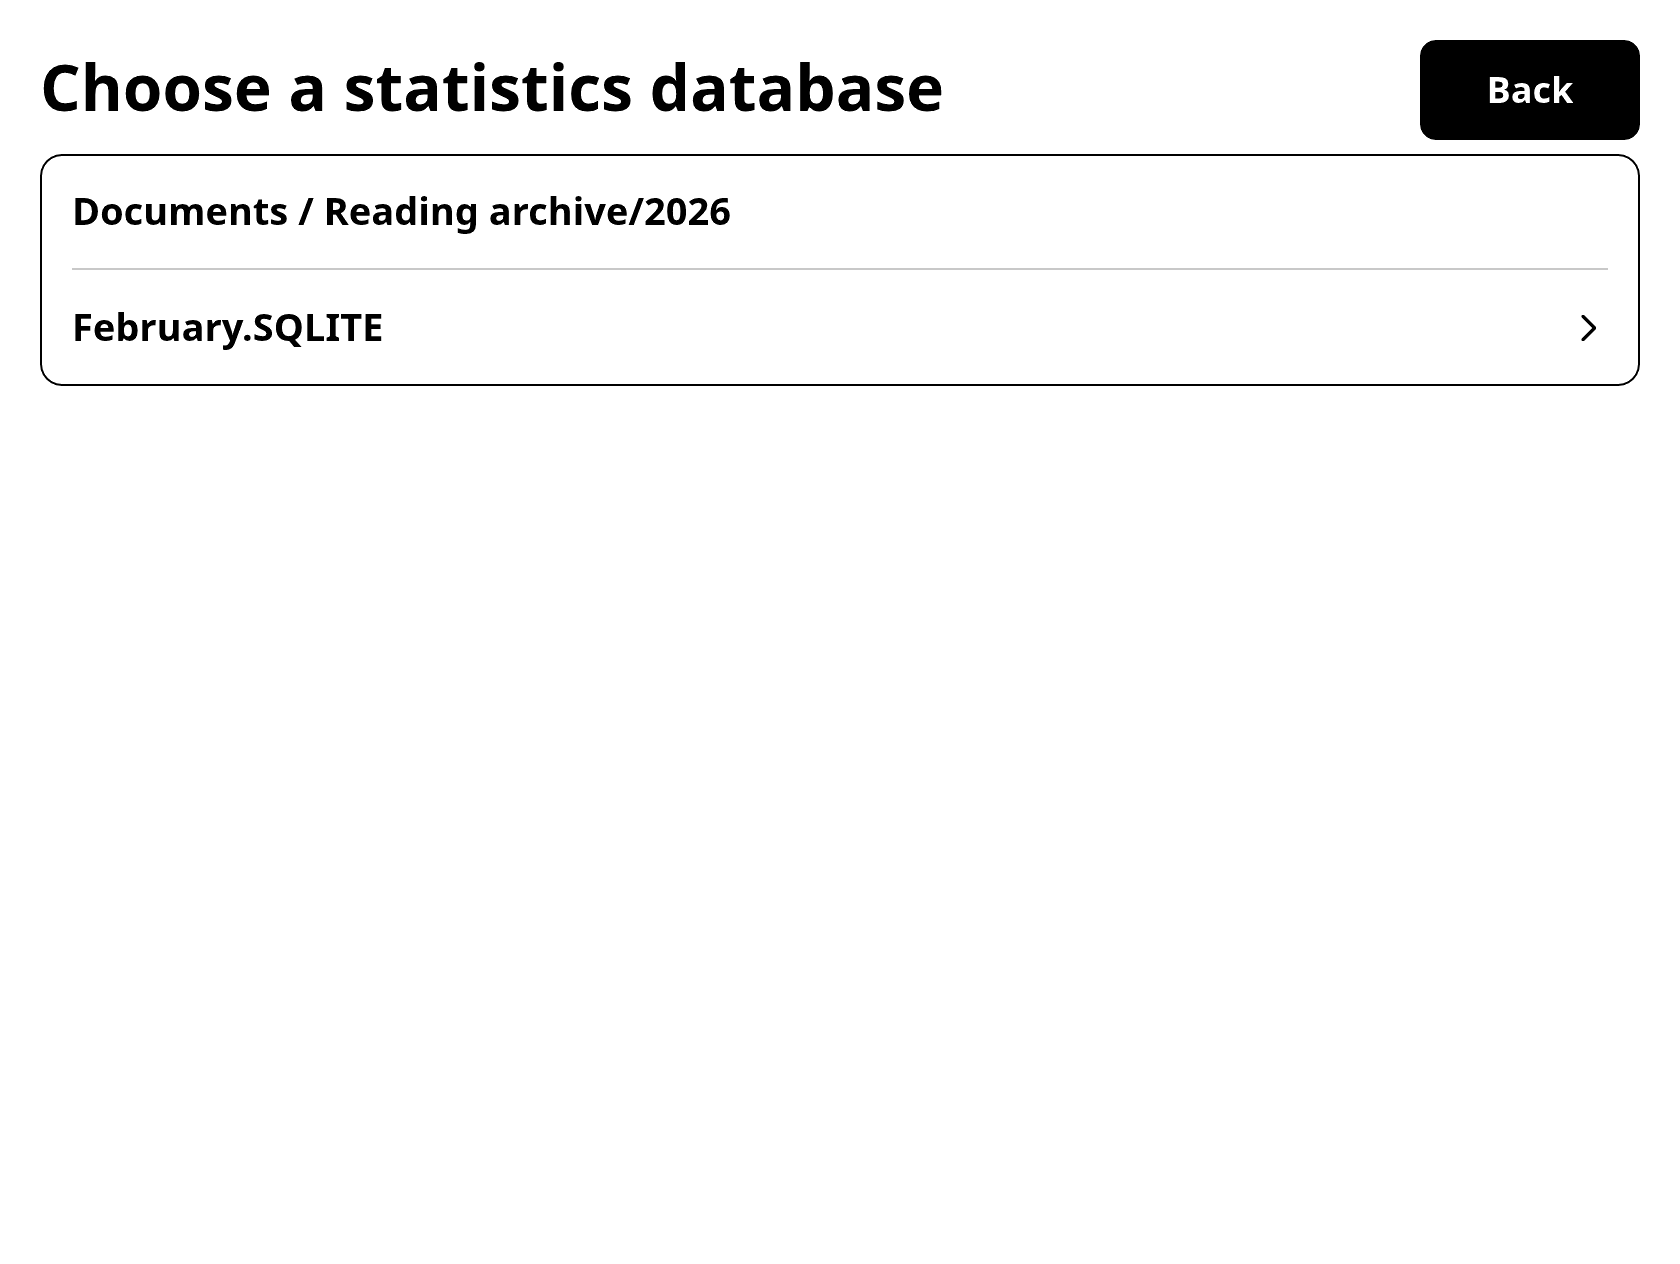 Choose a statistics database
Back
Documents / Reading archive/2026
February.SQLITE